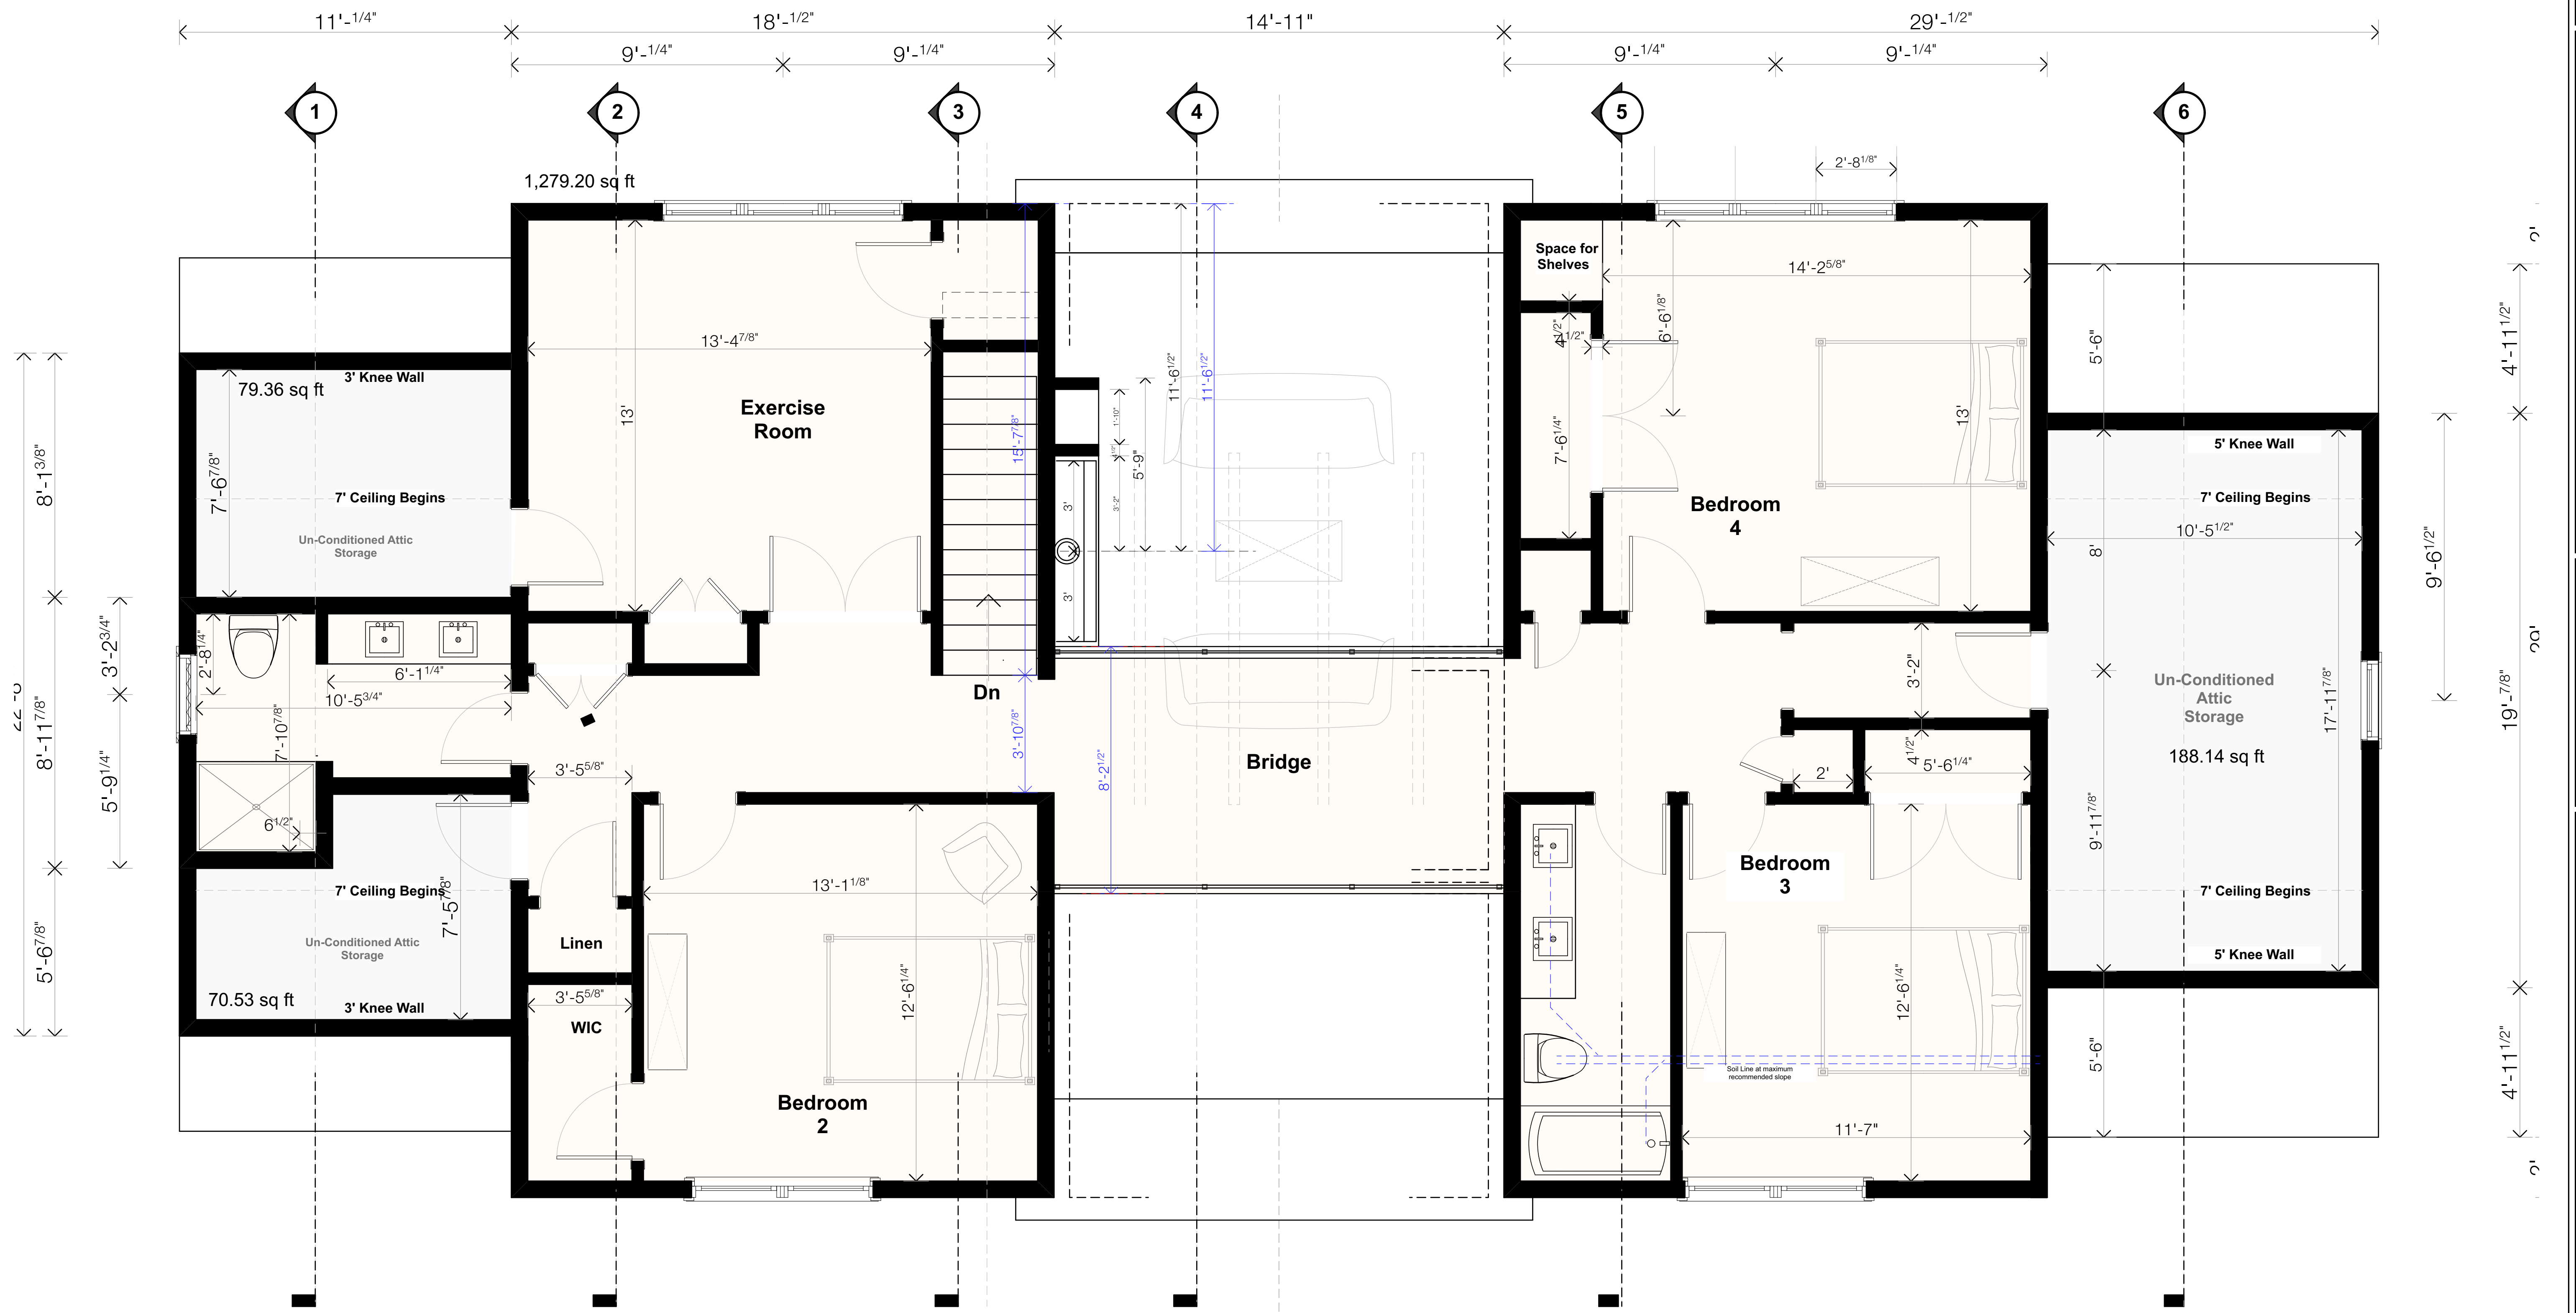 11'-1/4"
18'-1/2"
14'-11"
29'-1/2"
9'-1/4"
9'-1/4"
9'-1/4"
9'-1/4"
1
2
3
4
5
6
2'-8 1/8"
1,279.20 sq ft
Space for
Shelves
14'-2 5/8"
6'-6 1/8"
4 1/2"
4 1/2"
7'-6 1/4"
13'
13'
13'-4 7/8"
Exercise
Room
15'-7 7/8"
11'-6 1/2"
11'-6 1/2"
1'-10"
5'-9"
3'-2"
3'
3'
3' Knee Wall
79.36 sq ft
7'-6 7/8"
7' Ceiling Begins
Un-Conditioned Attic
Storage
8'-1 3/8"
8'-11 7/8"
5'-6 7/8"
3'-2 3/4"
5'-9 1/4"
2'-8 1/4"
6'-1 1/4"
10'-5 3/4"
7'-10 7/8"
6 1/2"
3'-5 5/8"
Dn
3'-10 7/8"
8'-2 1/2"
Bridge
Bedroom
4
5'-6"
4'-11 1/2"
5' Knee Wall
7' Ceiling Begins
10'-5 1/2"
8'
9'-6 1/2"
3'-2"
Un-Conditioned
Attic
Storage
17'-11 7/8"
19'-7/8"
188.14 sq ft
4 1/2"
5'-6 1/4"
2'
9'-11 7/8"
7' Ceiling Begins
5' Knee Wall
Bedroom
3
13'-1 1/8"
7' Ceiling Begins
7'-5 7/8"
Un-Conditioned Attic
Storage
70.53 sq ft
3' Knee Wall
Linen
3'-5 5/8"
WIC
12'-6 1/4"
12'-6 1/4"
Soil Line at maximum
recommended slope
5'-6"
4'-11 1/2"
Bedroom
2
11'-7"